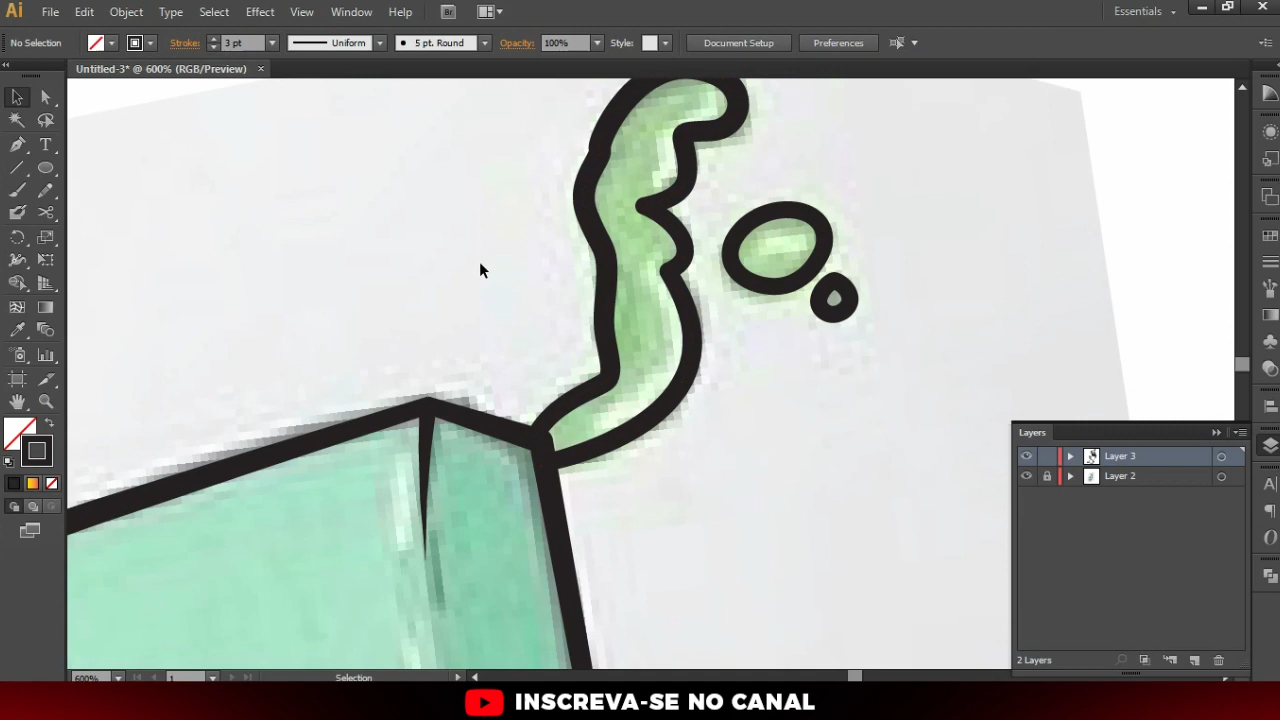 Ai File Edit Object Type Select Effect View Window Help Br Essentials
No Selection Stroke: 3 pt Uniform 5 pt. Round Opacity: 100% Style: Document Setup Preferences
Untitled-3* @ 600% (RGB/Preview) ×
Layers
Layer 3
Layer 2
2 Layers
600% 1 Selection
INSCREVA-SE NO CANAL